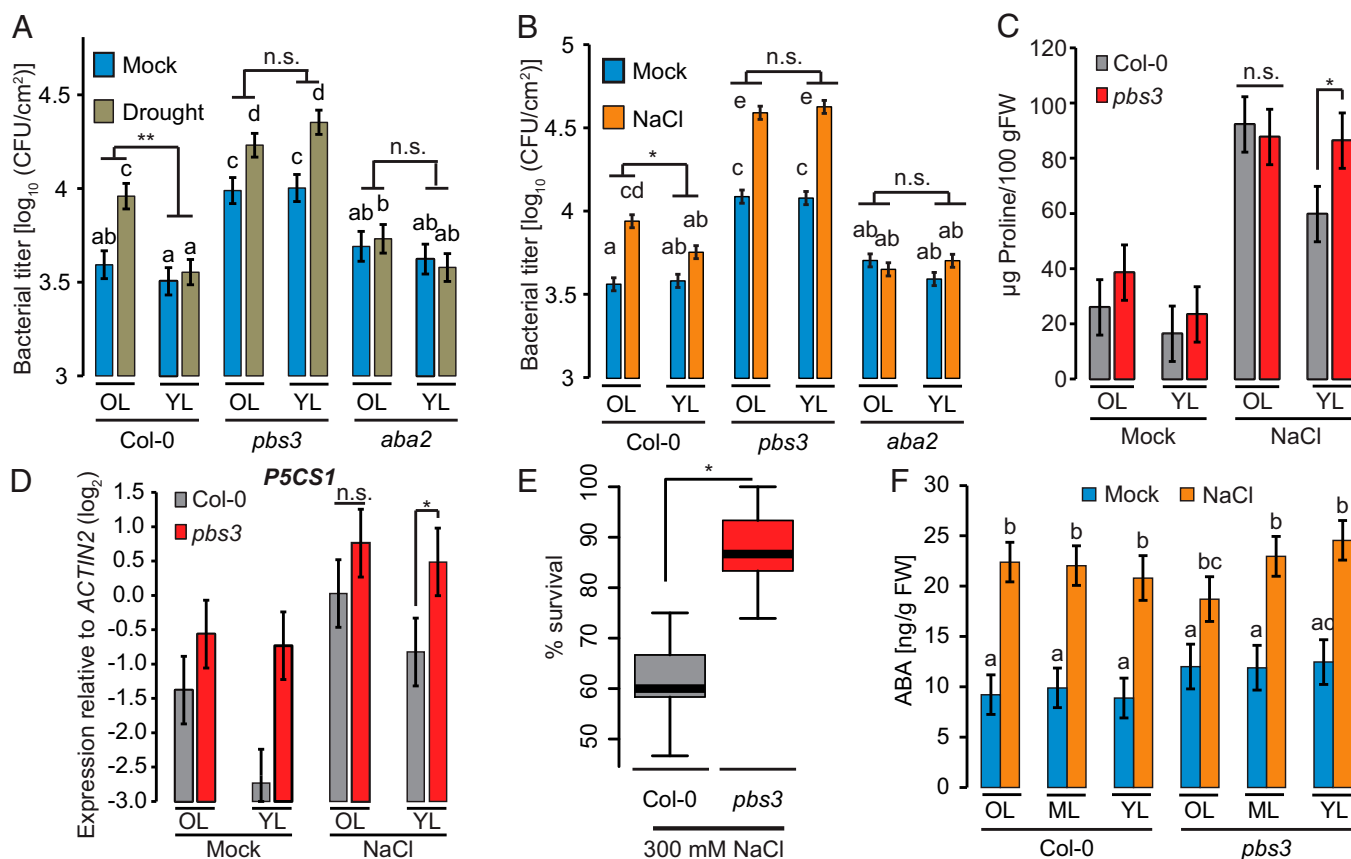 A
Bacterial titer [log10 (CFU/cm2)]
4.5
4
3.5
3
Mock
Drought
**
n.s.
n.s.
ab
c
a
a
c
d
c
d
ab
b
ab
ab
OL
YL
OL
YL
OL
YL
Col-0
pbs3
aba2
B
Bacterial titer [log10 (CFU/cm2)]
5
4.5
4
3.5
3
Mock
NaCl
*
n.s.
n.s.
a
cd
ab
ab
c
e
c
e
ab
ab
ab
ab
OL
YL
OL
YL
OL
YL
Col-0
pbs3
aba2
C
µg Proline/100 gFW
120
100
80
60
40
20
0
Col-0
pbs3
n.s.
*
OL
YL
OL
YL
Mock
NaCl
D
P5CS1
Expression relative to ACTIN2 (log2)
1.5
1.0
0.5
0.0
-0.5
-1.0
-1.5
-2.0
-2.5
-3.0
Col-0
pbs3
n.s.
*
OL
YL
OL
YL
Mock
NaCl
E
% survival
100
90
80
70
60
50
*
Col-0
pbs3
300 mM NaCl
F
ABA [ng/g FW]
30
25
20
15
10
5
0
Mock
NaCl
a
b
a
b
a
b
a
bc
a
b
ac
b
OL
ML
YL
OL
ML
YL
Col-0
pbs3